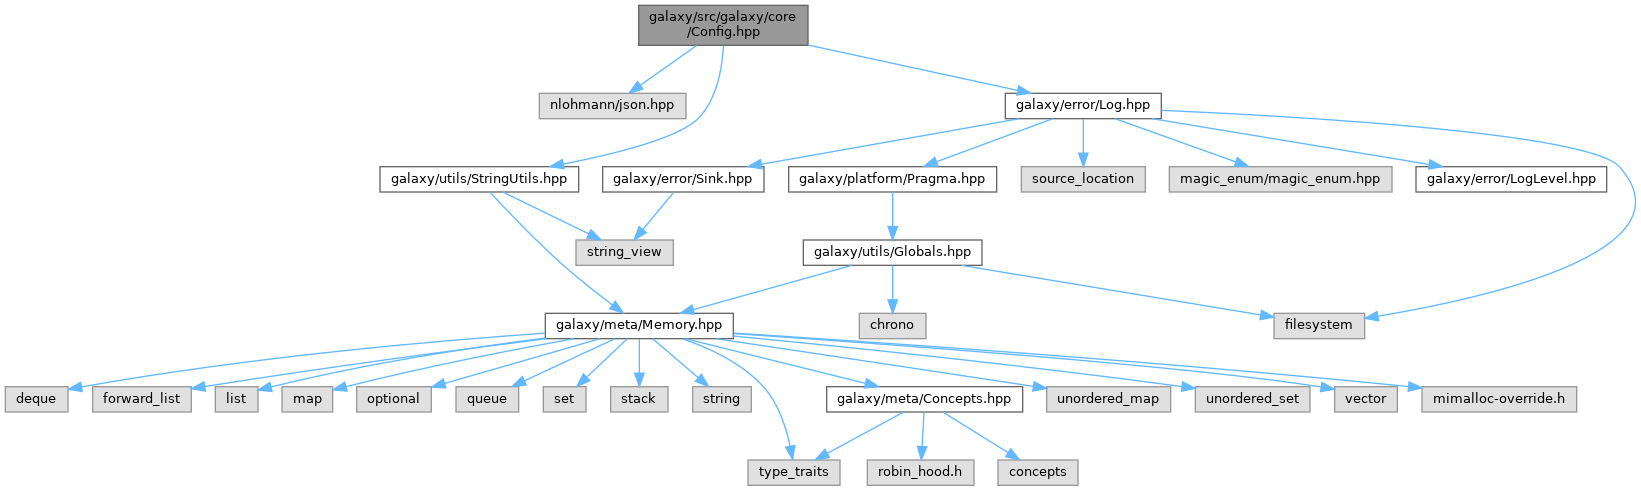 galaxy/src/galaxy/core
/Config.hpp
nlohmann/json.hpp
galaxy/error/Log.hpp
galaxy/utils/StringUtils.hpp
galaxy/error/Sink.hpp
galaxy/platform/Pragma.hpp
source_location
magic_enum/magic_enum.hpp
galaxy/error/LogLevel.hpp
string_view
galaxy/utils/Globals.hpp
galaxy/meta/Memory.hpp
chrono
filesystem
deque
forward_list
list
map
optional
queue
set
stack
string
galaxy/meta/Concepts.hpp
unordered_map
unordered_set
vector
mimalloc-override.h
type_traits
robin_hood.h
concepts